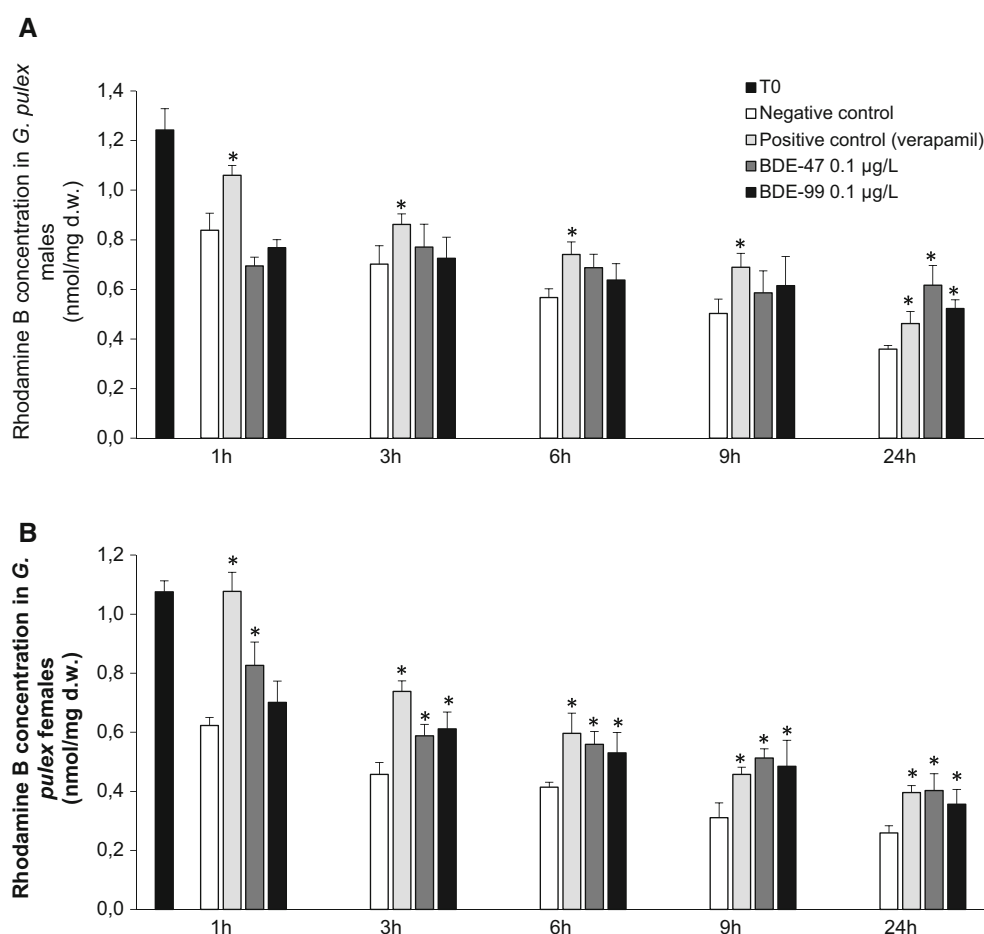 A
Rhodamine B concentration in G. pulex
males
(nmol/mg d.w.)
1,4
1,2
1,0
0,8
0,6
0,4
0,2
0,0
T0
Negative control
Positive control (verapamil)
BDE-47 0.1 µg/L
BDE-99 0.1 µg/L
* * * * * * *
1h 3h 6h 9h 24h
B
Rhodamine B concentration in G.
pulex females
(nmol/mg d.w.)
1,2
1,0
0,8
0,6
0,4
0,2
0,0
* * * * * * * * * * * * * *
1h 3h 6h 9h 24h